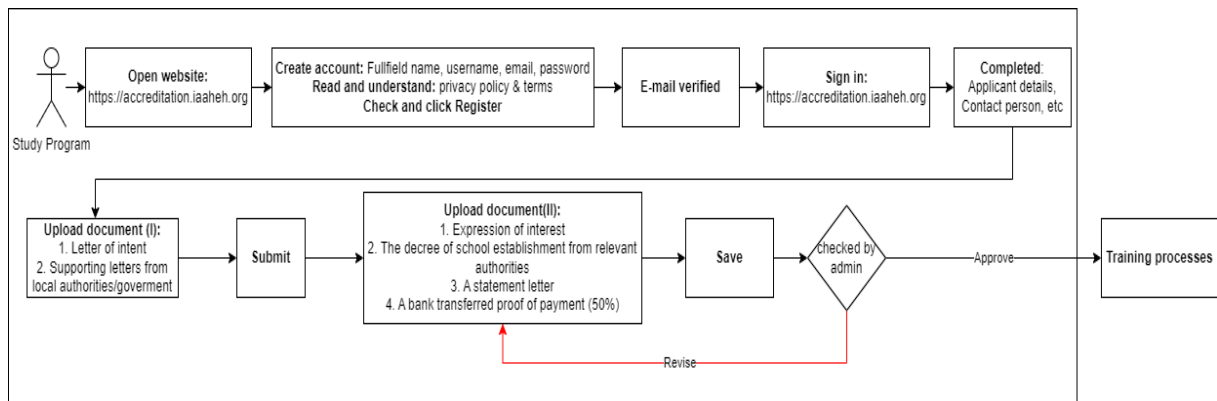 Study Program
Open website:
https://accreditation.iaaheh.org
Create account: Fullfield name, username, email, password
Read and understand: privacy policy & terms
Check and click Register
E-mail verified
Sign in:
https://accreditation.iaaheh.org
Completed:
Applicant details,
Contact person, etc
Upload document (I):
1. Letter of intent
2. Supporting letters from
local authorities/goverment
Submit
Upload document(II):
1. Expression of interest
2. The decree of school establishment from relevant
authorities
3. A statement letter
4. A bank transferred proof of payment (50%)
Save
checked by
admin
Approve
Training processes
Revise